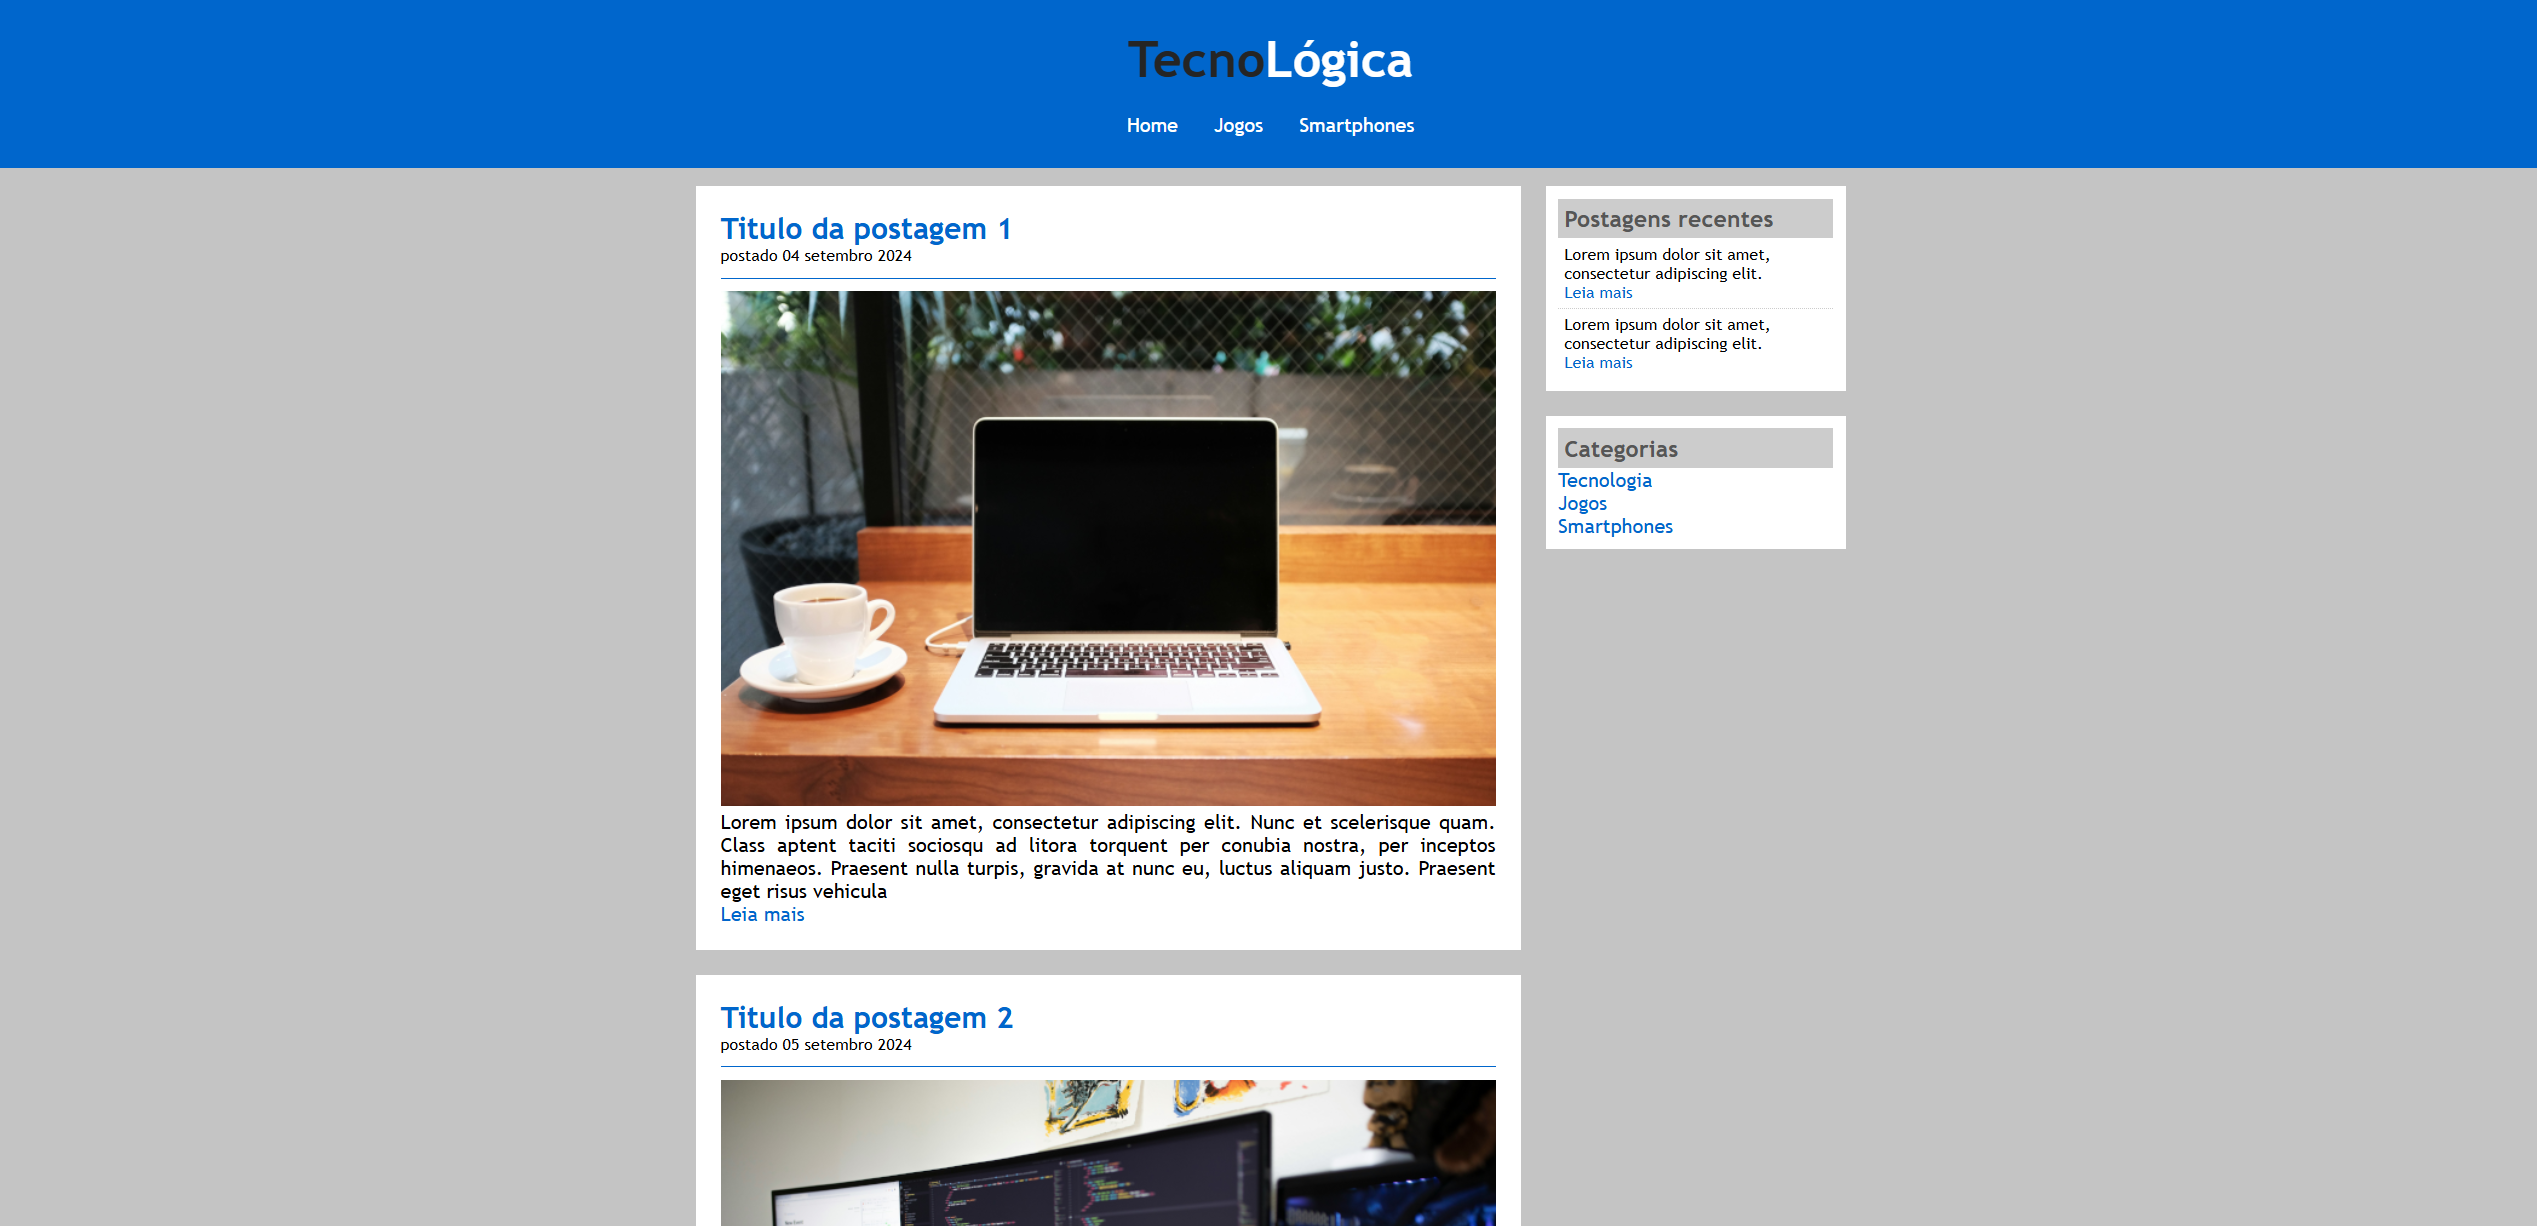 TecnoLógica
Home Jogos Smartphones
Titulo da postagem 1
postado 04 setembro 2024
Lorem ipsum dolor sit amet, consectetur adipiscing elit. Nunc et scelerisque quam.
Class aptent taciti sociosqu ad litora torquent per conubia nostra, per inceptos
himenaeos. Praesent nulla turpis, gravida at nunc eu, luctus aliquam justo. Praesent
eget risus vehicula
Leia mais
Titulo da postagem 2
postado 05 setembro 2024
Postagens recentes
Lorem ipsum dolor sit amet,
consectetur adipiscing elit.
Leia mais
Lorem ipsum dolor sit amet,
consectetur adipiscing elit.
Leia mais
Categorias
Tecnologia
Jogos
Smartphones